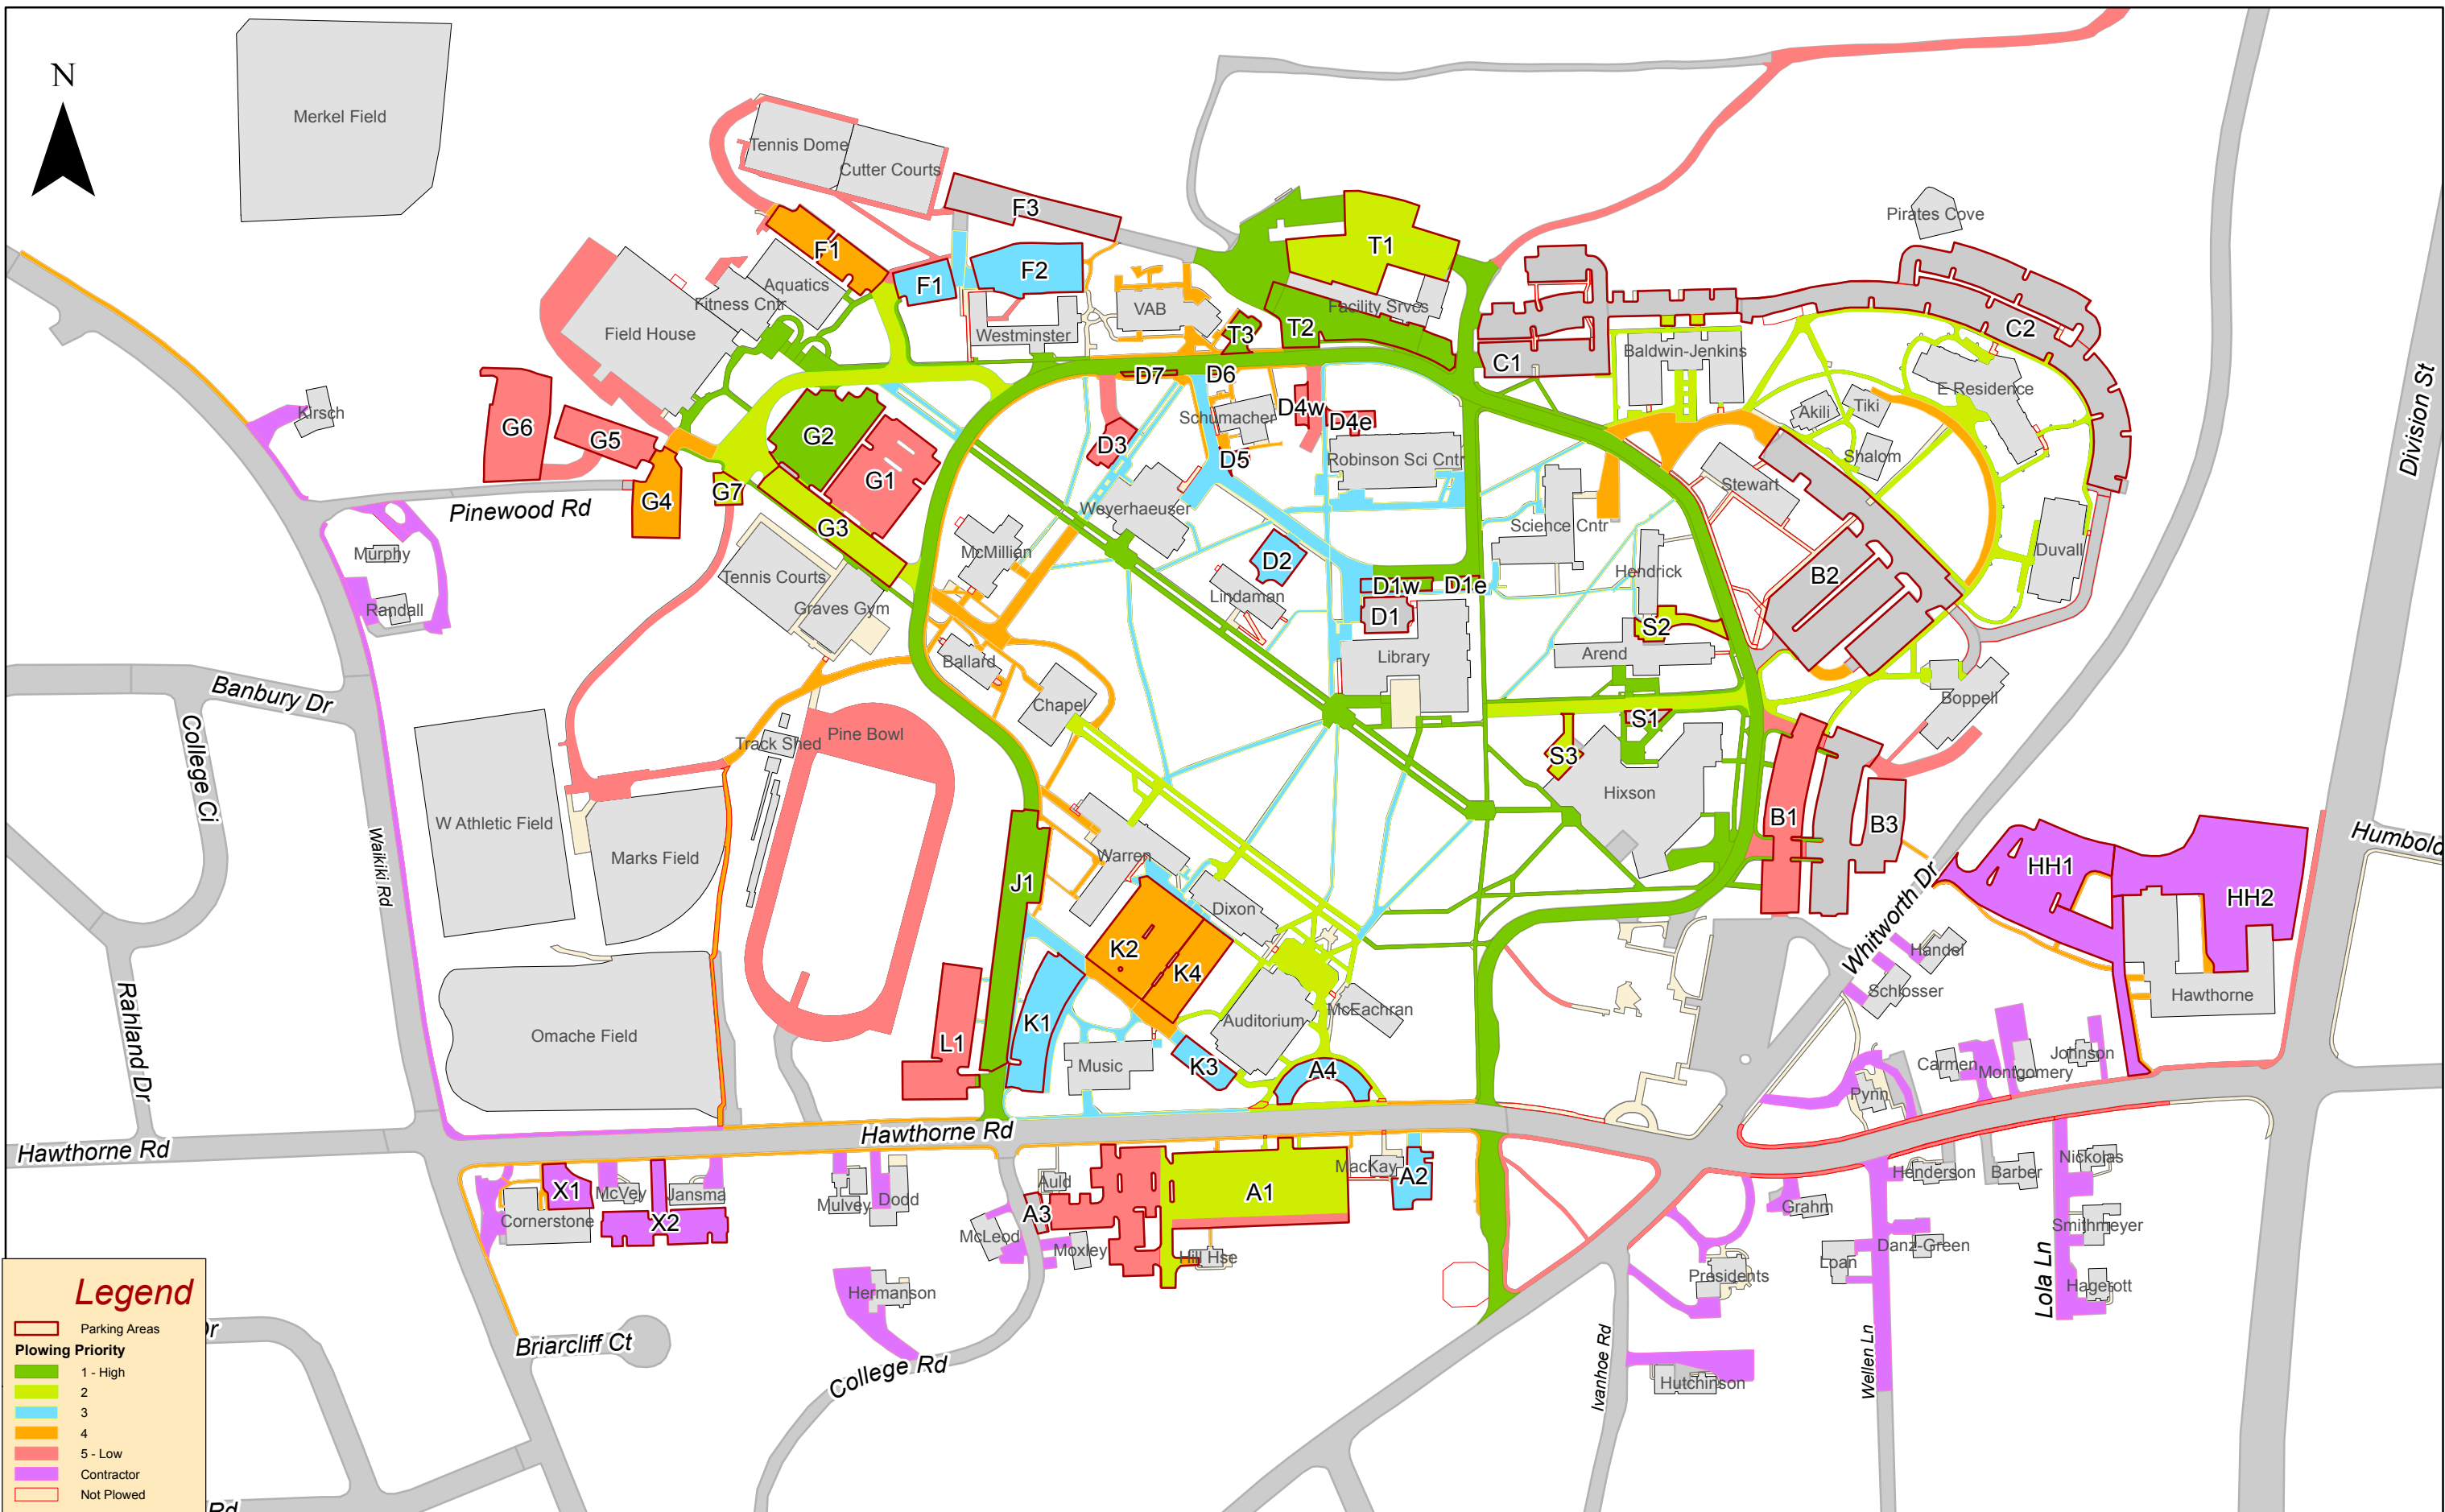 N
Merkel Field
Tennis Dome
Cutter Courts
F3
Pirates Cove
F1
T1
F1
F2
Aquatics
Fitness Cntr
Field House
VAB
Facility Srvcs
Westminster
T3
T2
C2
C1
Baldwin-Jenkins
D7
D6
E Residence
Division St
Kirsch
G6
G5
G2
G1
D3
Schumacher
D4w
D4e
D5
Robinson Sci Cntr
Akili
Tiki
Shalom
Stewart
G4
G7
G3
Pinewood Rd
Weyerhaeuser
Science Cntr
Murphy
McMillian
D2
Duvall
Tennis Courts
Hendrick
B2
Randall
Graves Gym
Lindaman
D1w
D1e
D1
S2
Ballard
Library
Arend
Banbury Dr
Chapel
Boppell
College Ci
Track Shed
Pine Bowl
S1
S3
W Athletic Field
Marks Field
Waikiki Rd
Hixson
B1
B3
Humbold
J1
Warren
HH1
HH2
Dixon
Whitworth Dr
K2
K4
Handel
Schlosser
Hawthorne
Rahland Dr
Omache Field
L1
K1
Auditorium
McEachran
Music
K3
A4
Carmen
Montgomery
Johnson
Pynn
Hawthorne Rd
Hawthorne Rd
X1
McVey
Jansma
Cornerstone
X2
Mulvey
Dodd
Auld
A3
McLeod
Moxley
A1
MacKay
A2
Hill Hse
Henderson
Barber
Nickolas
Grahm
Smithmeyer
Danz-Green
Loan
Presidents
Hagerott
Lola Ln
Hermanson
Briarcliff Ct
College Rd
Ivanhoe Rd
Wellen Ln
Hutchinson
Legend
Parking Areas
Plowing Priority
1 - High
2
3
4
5 - Low
Contractor
Not Plowed
Rd